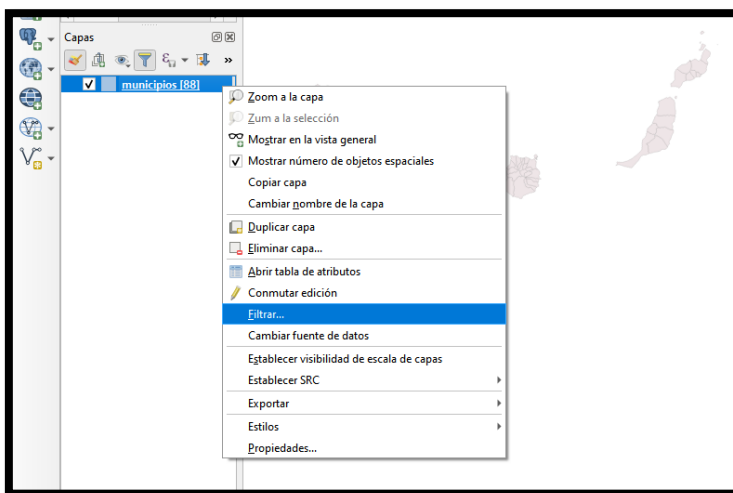 Capas
»
municipios [88]
Zoom a la capa
Zum a la selección
Mostrar en la vista general
Mostrar número de objetos espaciales
Copiar capa
Cambiar nombre de la capa
Duplicar capa
Eliminar capa...
Abrir tabla de atributos
Conmutar edición
Filtrar...
Cambiar fuente de datos
Establecer visibilidad de escala de capas
Establecer SRC
Exportar
Estilos
Propiedades...